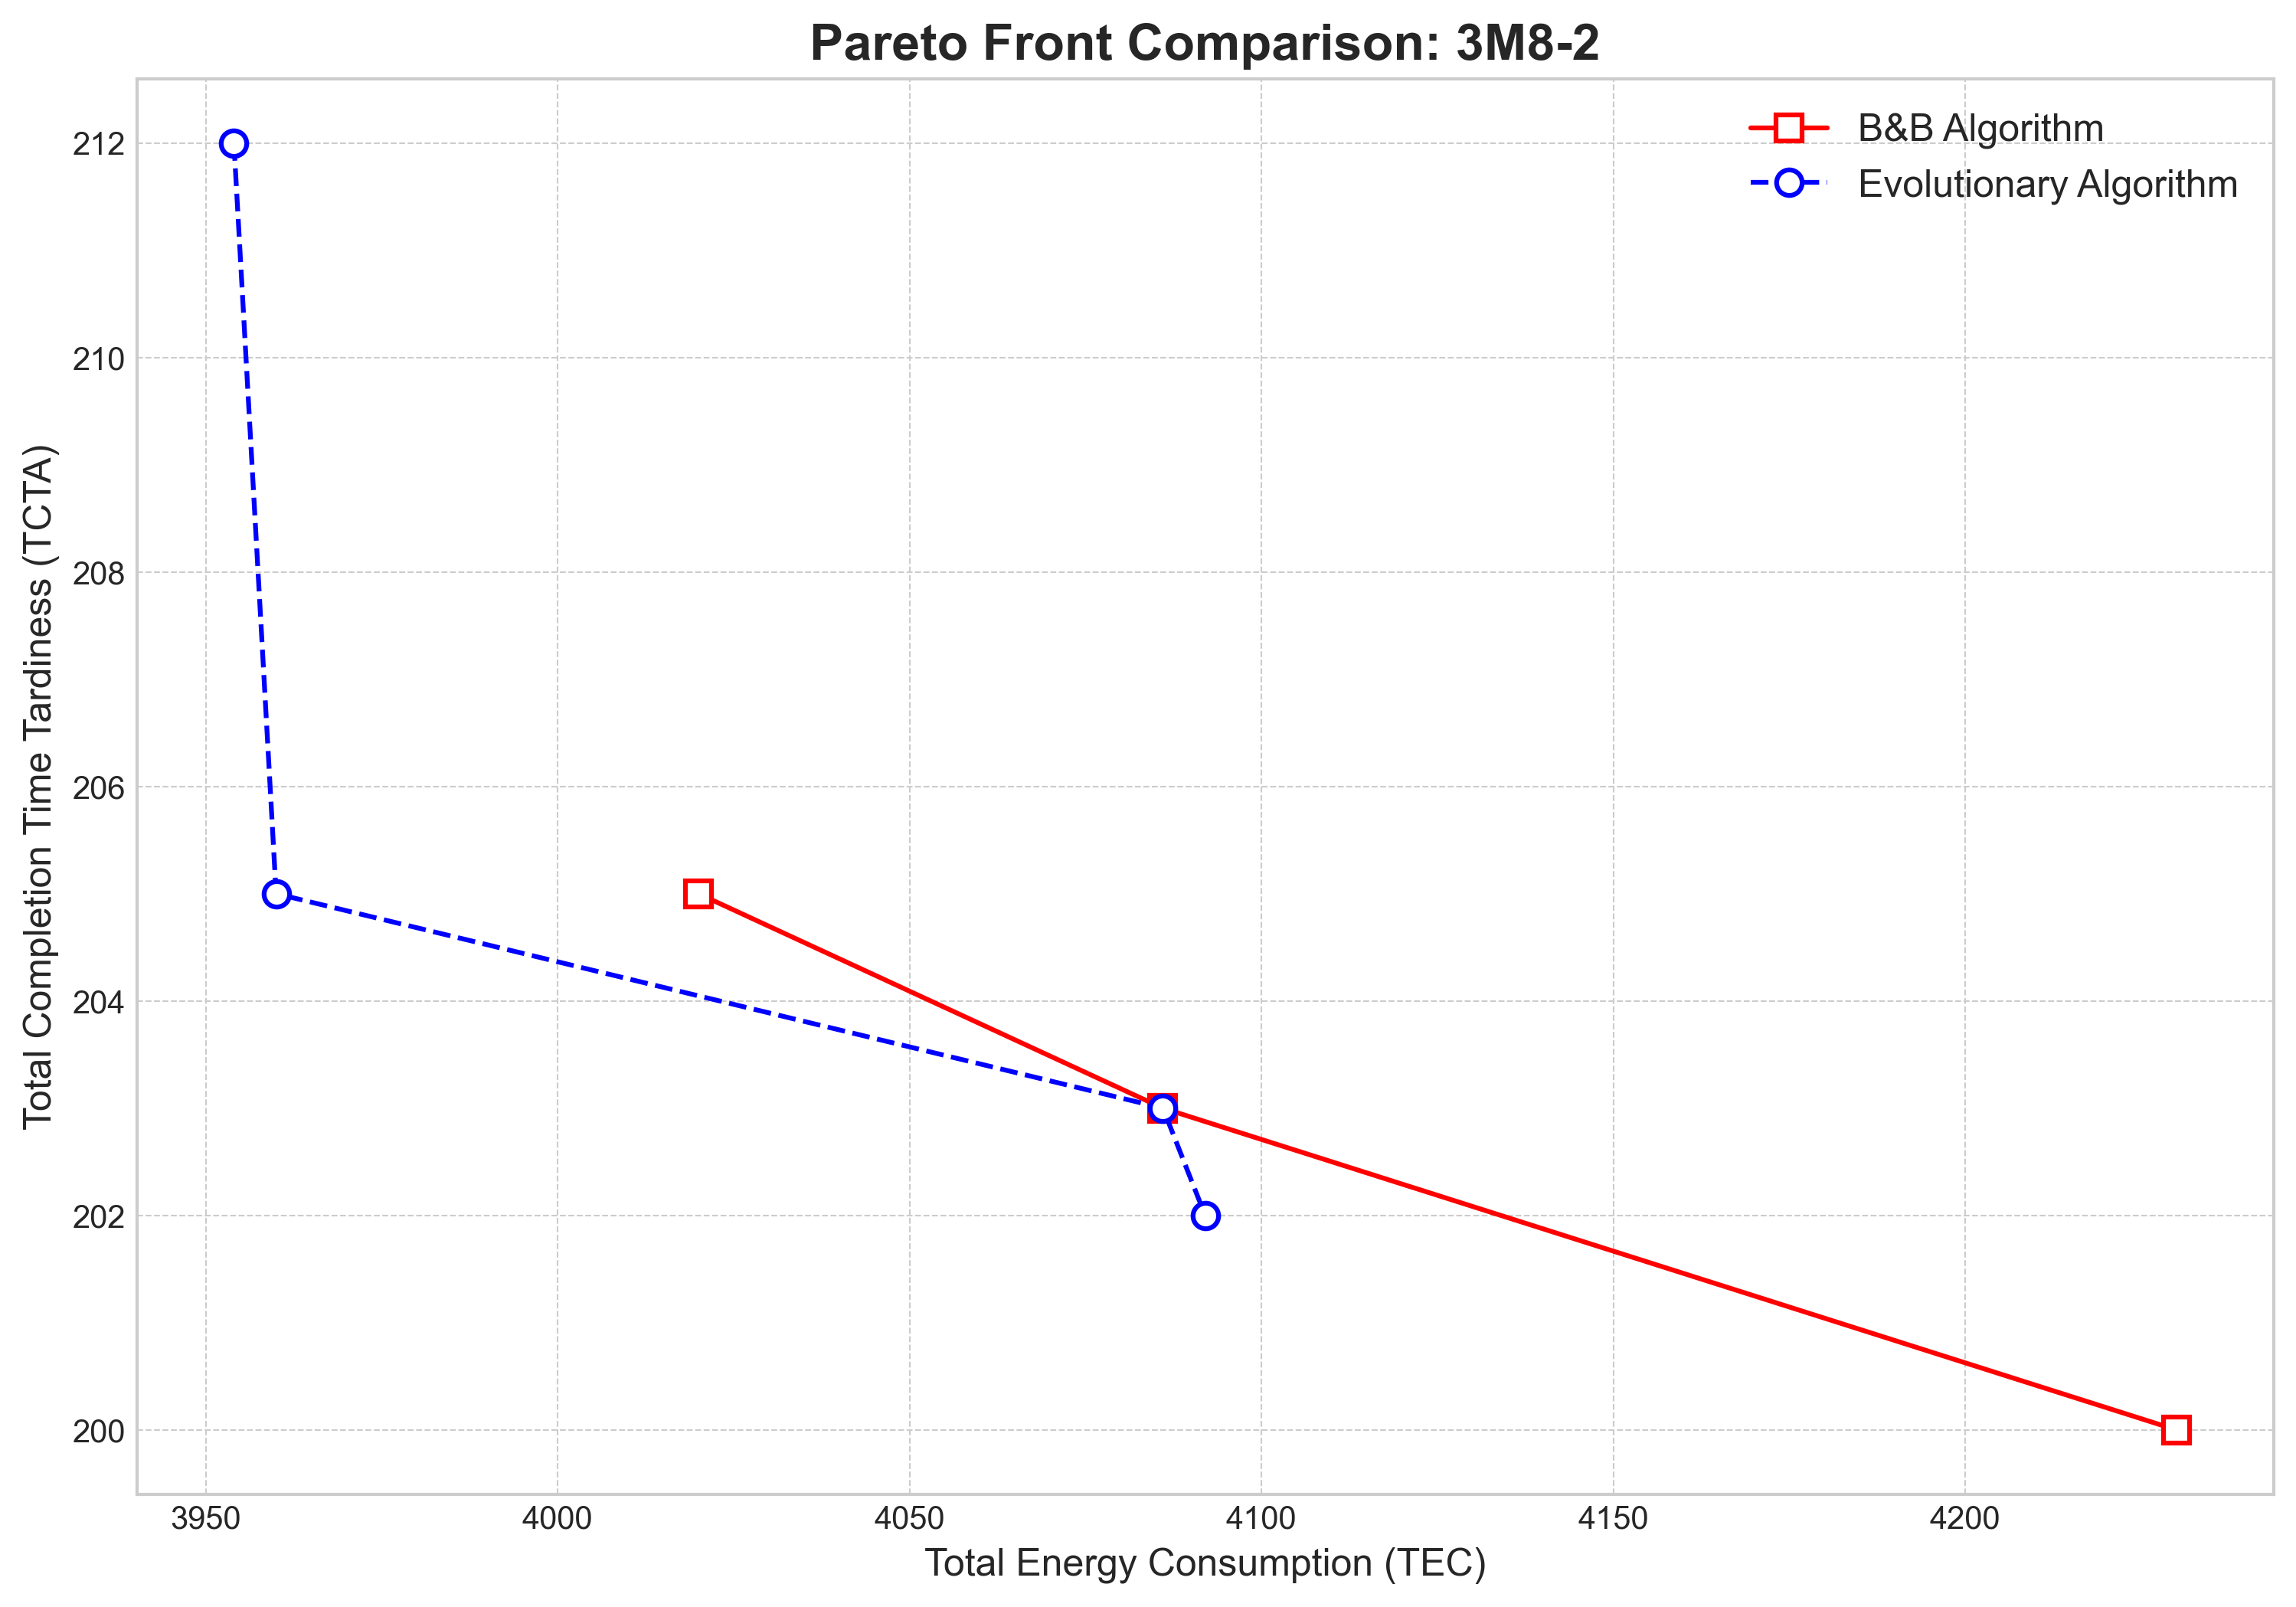 Pareto Front Comparison: 3M8-2
B&B Algorithm
Evolutionary Algorithm
Total Completion Time Tardiness (TCTA)
212
210
208
206
204
202
200
3950 4000 4050 4100 4150 4200
Total Energy Consumption (TEC)